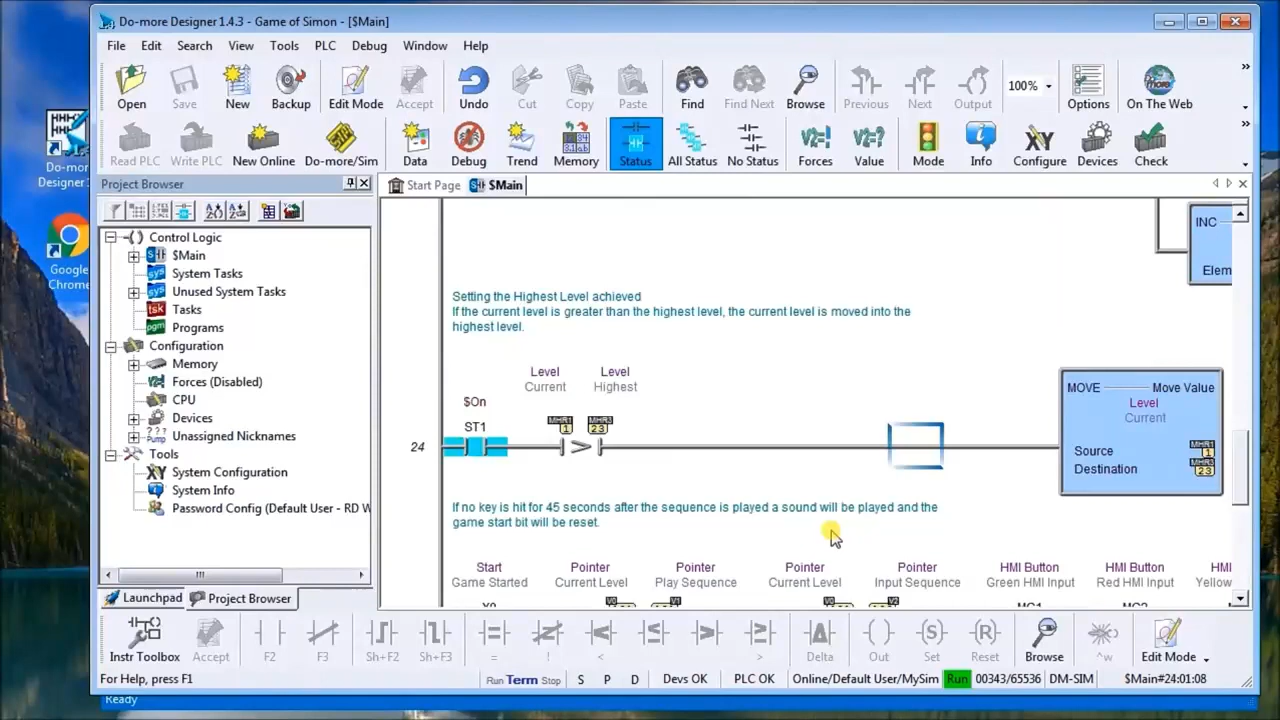 Do-more Designer 1.4.3 - Game of Simon - [$Main]
File Edit Search View Tools PLC Debug Window Help
Open Save New Backup Edit Mode Accept Undo Cut Copy Paste Find Find Next Browse Previous Next Output 100% Options On The Web
Read PLC Write PLC New Online Do-more/Sim Data Debug Trend Memory Status All Status No Status Forces Value Mode Info Configure Devices Check
Project Browser
Start Page $Main
Control Logic
$Main
System Tasks
Unused System Tasks
Tasks
Programs
Configuration
Memory
Forces (Disabled)
CPU
Devices
Unassigned Nicknames
Tools
System Configuration
System Info
Password Config (Default User - RD W
Launchpad Project Browser
INC
Elem
Setting the Highest Level achieved
If the current level is greater than the highest level, the current level is moved into the
highest level.
Level Level
Current Highest
$On
ST1
MHR1 MHR3
1 > 23
24
MOVE Move Value
Level
Current
Source MHR1 1
Destination MHR3 23
If no key is hit for 45 seconds after the sequence is played a sound will be played and the
game start bit will be reset.
Start Pointer Pointer Pointer Pointer HMI Button HMI Button HMI
Game Started Current Level Play Sequence Current Level Input Sequence Green HMI Input Red HMI Input Yellow
V0 V1 V0 V2
Instr Toolbox Accept F2 F3 Sh+F2 Sh+F3 = ! < > Delta Out Set Reset Browse ^w Edit Mode
For Help, press F1 Run Term Stop S P D Devs OK PLC OK Online/Default User/MySim Run 00343/65536 DM-SIM $Main#24:01:08
Ready
Do-more
Designer
Google
Chrome